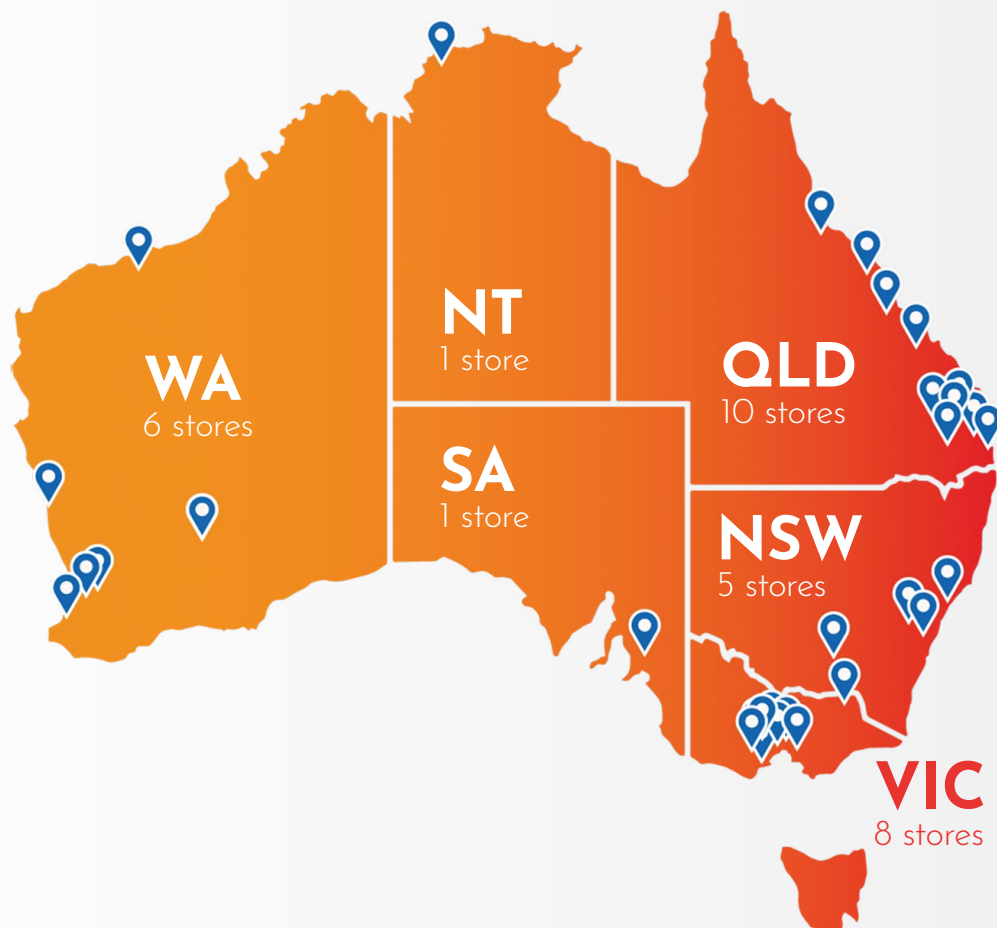 NT
1 store
QLD
10 stores
WA
6 stores
SA
1 store
NSW
5 stores
VIC
8 stores